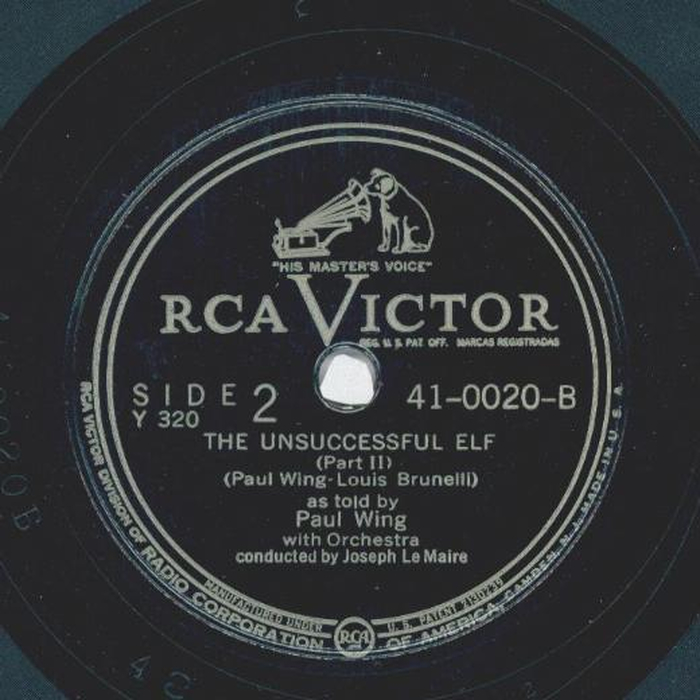 "HIS MASTER'S VOICE"
RCA VICTOR
REG. U. S. PAT. OFF. MARCAS REGISTRADAS
SIDE 2
41-0020-B
Y 320
THE UNSUCCESSFUL ELF
(Part II)
(Paul Wing-Louis Brunelli)
as told by
Paul Wing
with Orchestra
conducted by Joseph Le Maire
MANUFACTURED UNDER U. S. PATENT 2130239
RCA VICTOR DIVISION OF RADIO CORPORATION OF AMERICA, CAMDEN, N. J. MADE IN U. S. A.
RCA